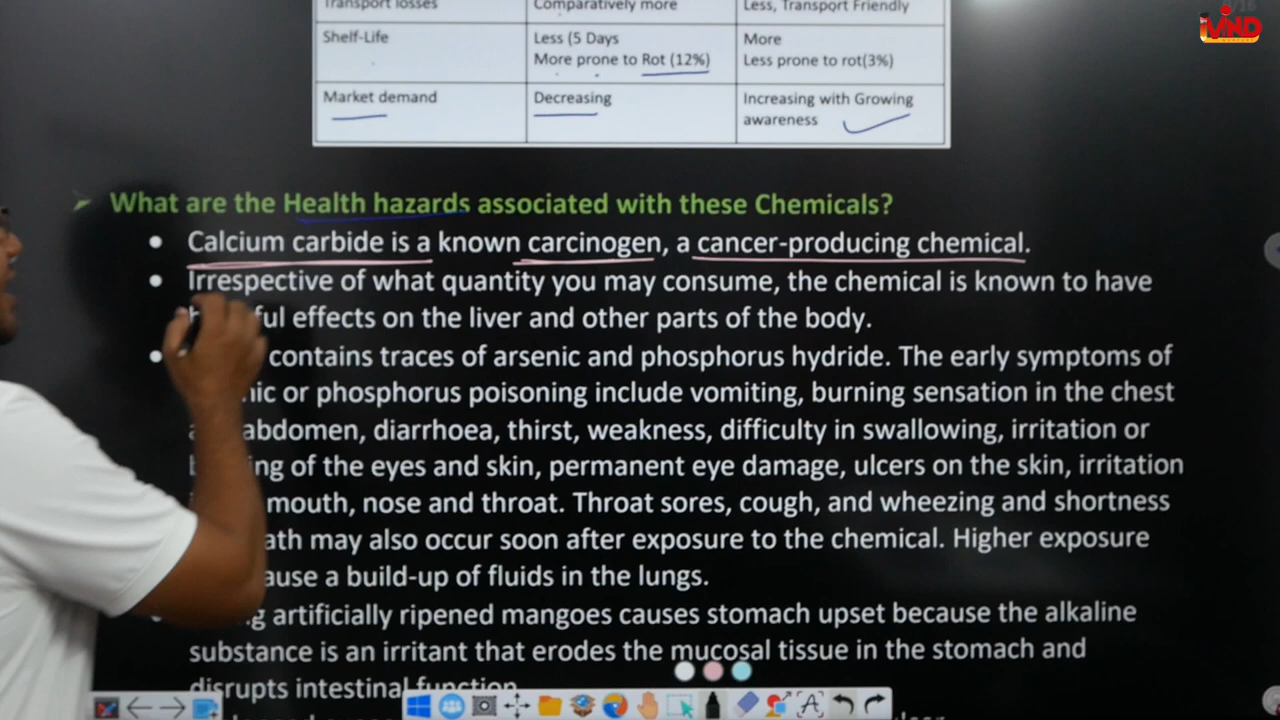 Transport losses Comparatively more Less, Transport Friendly
Shelf-Life Less (5 Days More
More prone to Rot (12%) Less prone to rot(3%)
Market demand Decreasing Increasing with Growing
awareness
What are the Health hazards associated with these Chemicals?
Calcium carbide is a known carcinogen, a cancer-producing chemical.
Irrespective of what quantity you may consume, the chemical is known to have
effects on the liver and other parts of the body.
contains traces of arsenic and phosphorus hydride. The early symptoms of
or phosphorus poisoning include vomiting, burning sensation in the chest
abdomen, diarrhoea, thirst, weakness, difficulty in swallowing, irritation or
of the eyes and skin, permanent eye damage, ulcers on the skin, irritation
mouth, nose and throat. Throat sores, cough, and wheezing and shortness
may also occur soon after exposure to the chemical. Higher exposure
a build-up of fluids in the lungs.
artificially ripened mangoes causes stomach upset because the alkaline
substance is an irritant that erodes the mucosal tissue in the stomach and
disrupts intestinal function